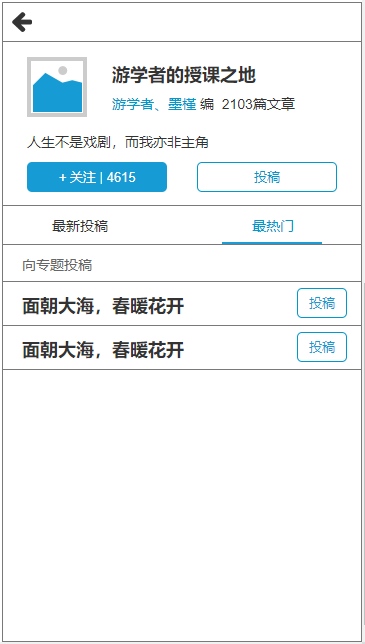 游学者的授课之地
游学者、墨槿 编 2103篇文章
人生不是戏剧，而我亦非主角
+ 关注 | 4615 投稿
最新投稿 最热门
向专题投稿
面朝大海，春暖花开 投稿
面朝大海，春暖花开 投稿